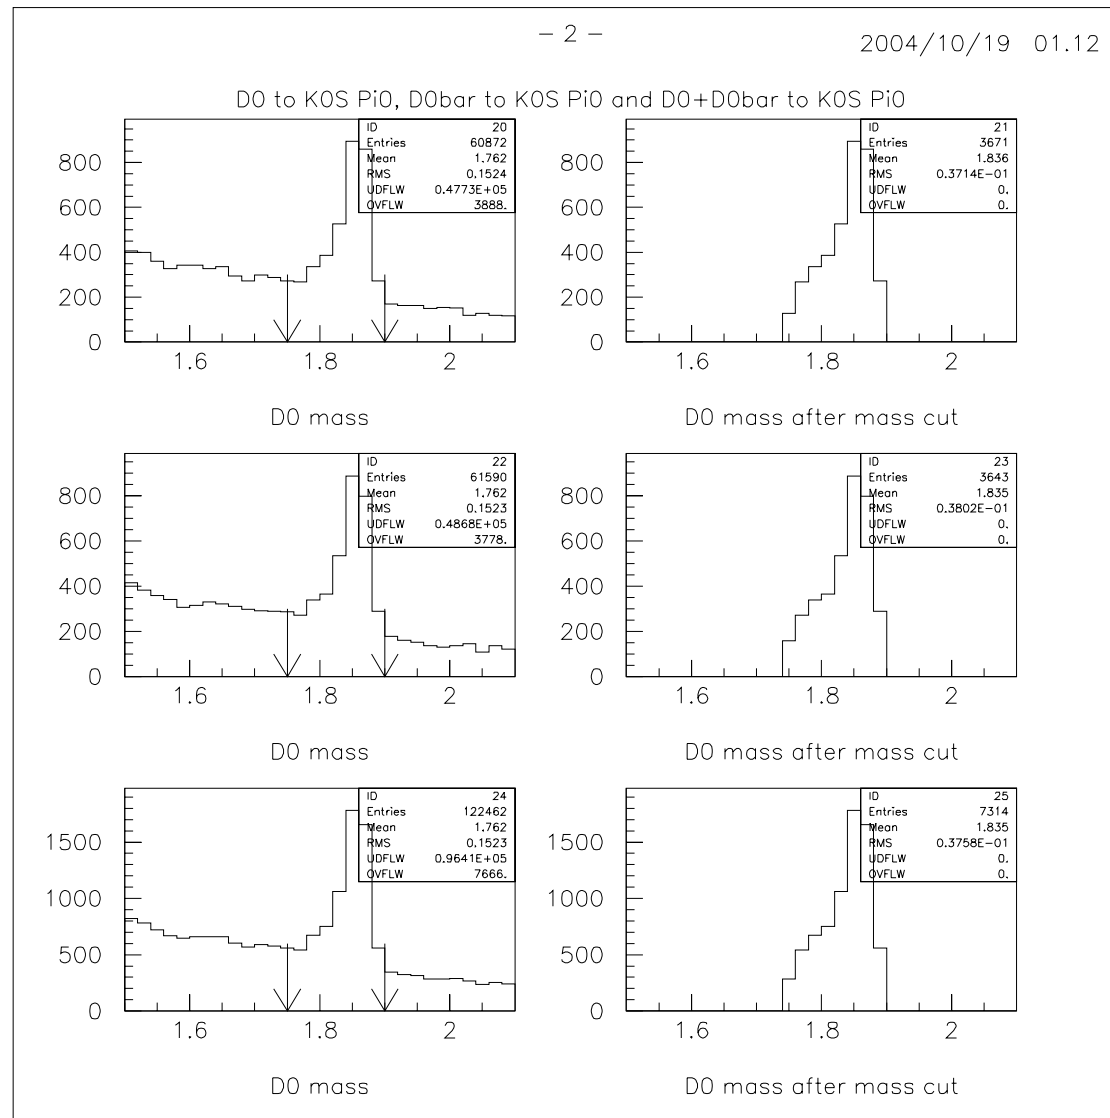 - 2 -
2004/10/19 01.12
D0 to K0S Pi0, D0bar to K0S Pi0 and D0+D0bar to K0S Pi0
ID 20
Entries 60872
Mean 1.762
RMS 0.1524
UDFLW 0.4773E+05
OVFLW 3888.
800
600
400
200
0
1.6 1.8 2
D0 mass
ID 21
Entries 3671
Mean 1.836
RMS 0.3714E-01
UDFLW 0.
OVFLW 0.
800
600
400
200
0
1.6 1.8 2
D0 mass after mass cut
ID 22
Entries 61590
Mean 1.762
RMS 0.1523
UDFLW 0.4868E+05
OVFLW 3778.
800
600
400
200
0
1.6 1.8 2
D0 mass
ID 23
Entries 3643
Mean 1.835
RMS 0.3802E-01
UDFLW 0.
OVFLW 0.
800
600
400
200
0
1.6 1.8 2
D0 mass after mass cut
ID 24
Entries 122462
Mean 1.762
RMS 0.1523
UDFLW 0.9641E+05
OVFLW 7666.
1500
1000
500
0
1.6 1.8 2
D0 mass
ID 25
Entries 7314
Mean 1.835
RMS 0.3758E-01
UDFLW 0.
OVFLW 0.
1500
1000
500
0
1.6 1.8 2
D0 mass after mass cut